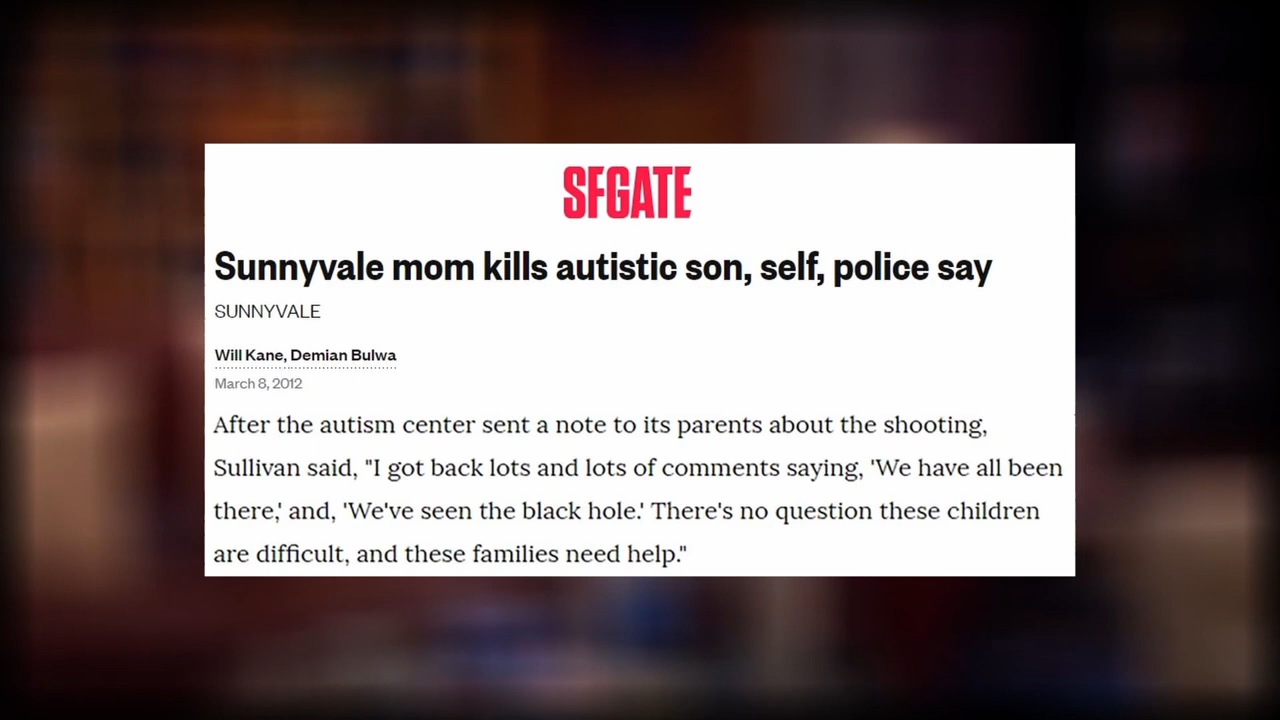 SFGATE
Sunnyvale mom kills autistic son, self, police say
SUNNYVALE
Will Kane, Demian Bulwa
March 8, 2012
After the autism center sent a note to its parents about the shooting,
Sullivan said, "I got back lots and lots of comments saying, 'We have all been
there,' and, 'We've seen the black hole.' There's no question these children
are difficult, and these families need help."